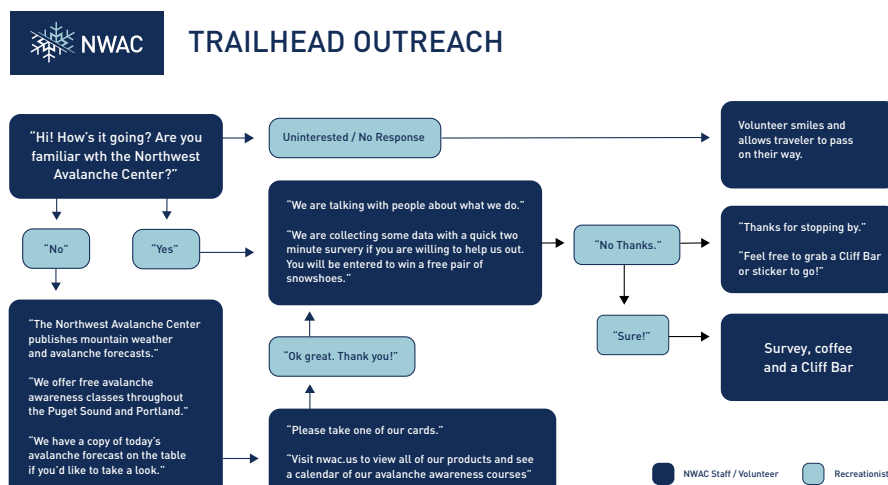 NWAC
TRAILHEAD OUTREACH
“Hi! How’s it going? Are you
familiar wth the Northwest
Avalanche Center?”
Uninterested / No Response
Volunteer smiles and
allows traveler to pass
on their way.
“No”
“Yes”
“We are talking with people about what we do.”
“We are collecting some data with a quick two
minute survery if you are willing to help us out.
You will be entered to win a free pair of
snowshoes.”
“No Thanks.”
“Thanks for stopping by.”
“Feel free to grab a Cliff Bar
or sticker to go!”
“Sure!”
Survey, coffee
and a Cliff Bar
“The Northwest Avalanche Center
publishes mountain weather
and avalanche forecasts.”
“We offer free avalanche
awareness classes throughout
the Puget Sound and Portland.”
“We have a copy of today’s
avalanche forecast on the table
if you’d like to take a look.”
“Ok great. Thank you!”
“Please take one of our cards.”
“Visit nwac.us to view all of our products and see
a calendar of our avalanche awareness courses”
NWAC Staff / Volunteer
Recreationist